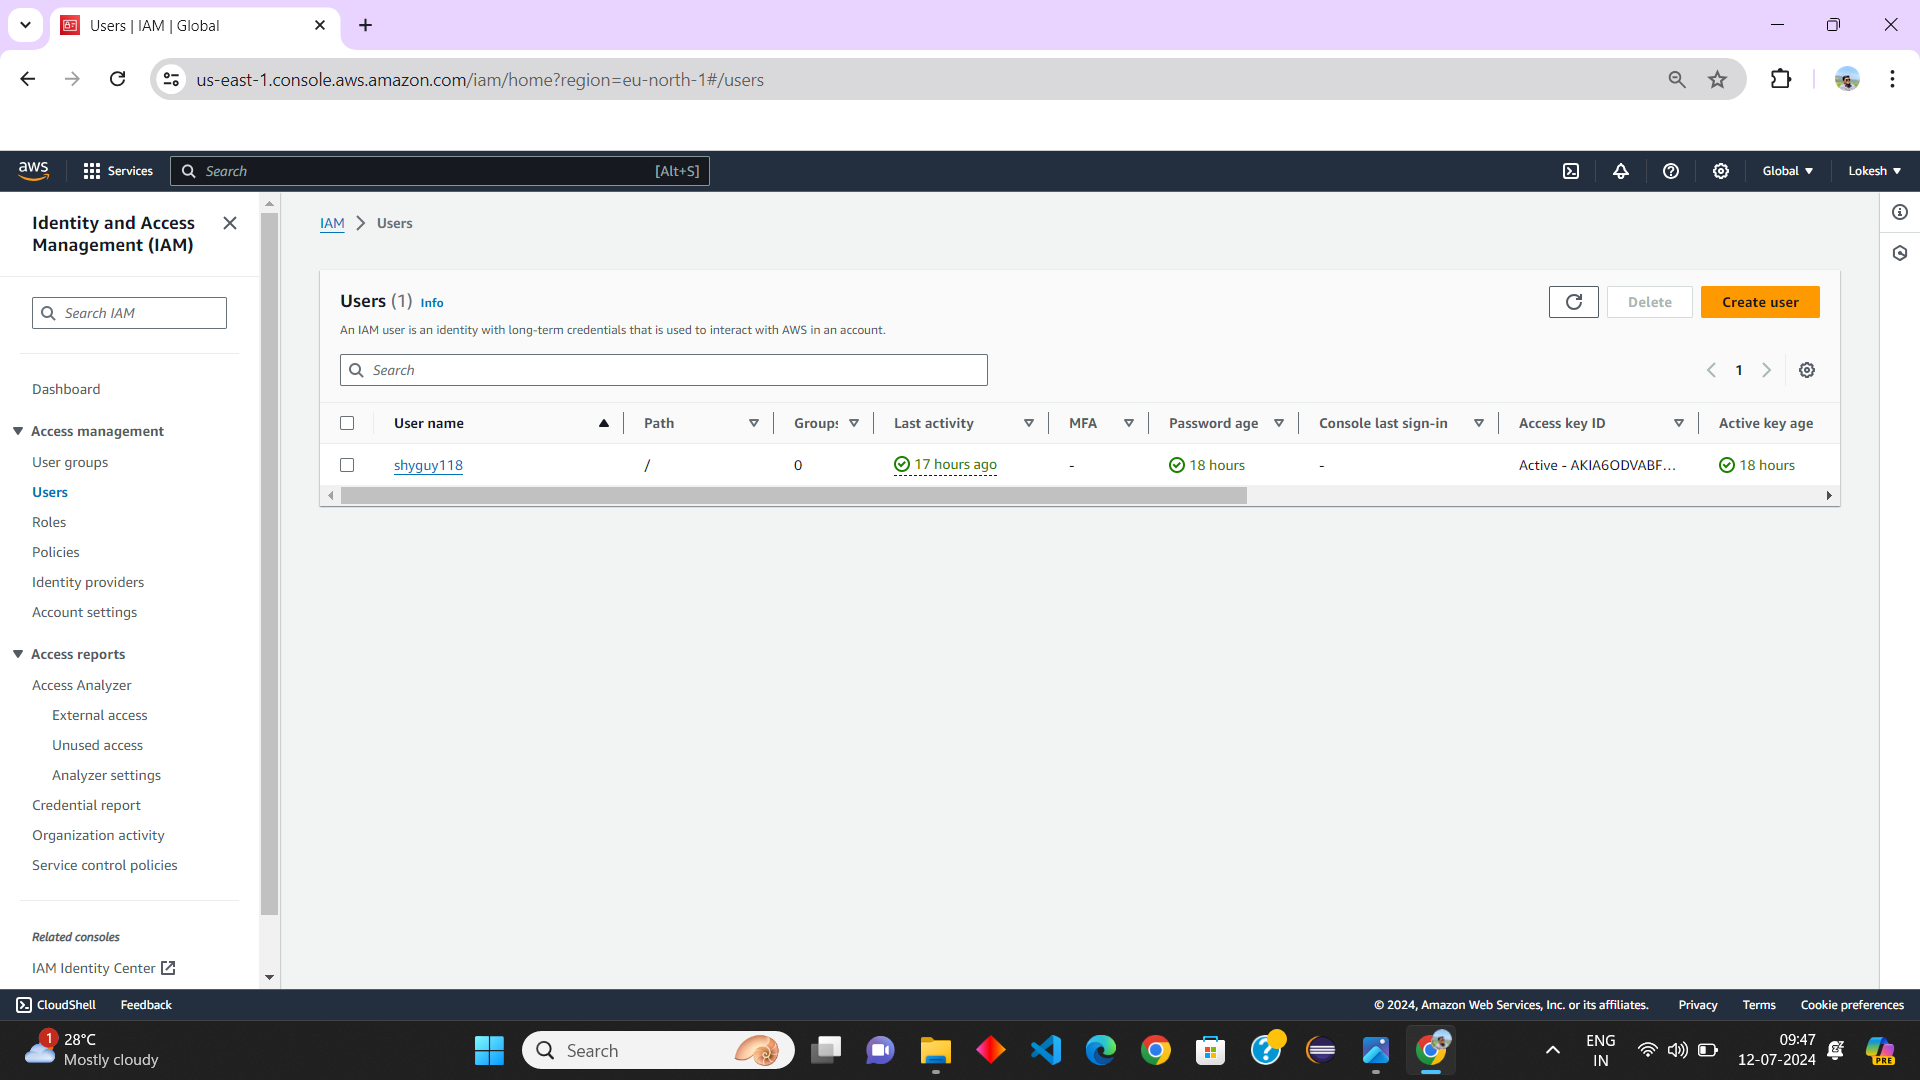 Users | IAM | Global
us-east-1.console.aws.amazon.com/iam/home?region=eu-north-1#/users
aws
Services
Search
[Alt+S]
Global
Lokesh
Identity and Access
Management (IAM)
Search IAM
Dashboard
Access management
User groups
Users
Roles
Policies
Identity providers
Account settings
Access reports
Access Analyzer
External access
Unused access
Analyzer settings
Credential report
Organization activity
Service control policies
Related consoles
IAM Identity Center
IAM > Users
Users (1) Info
Delete
Create user
An IAM user is an identity with long-term credentials that is used to interact with AWS in an account.
Search
1
User name Path Groups Last activity MFA Password age Console last sign-in Access key ID Active key age
shyguy118 / 0 17 hours ago - 18 hours - Active - AKIA6ODVABF... 18 hours
CloudShell Feedback
© 2024, Amazon Web Services, Inc. or its affiliates. Privacy Terms Cookie preferences
1
28°C
Mostly cloudy
Search
ENG
IN
09:47
12-07-2024
PRE